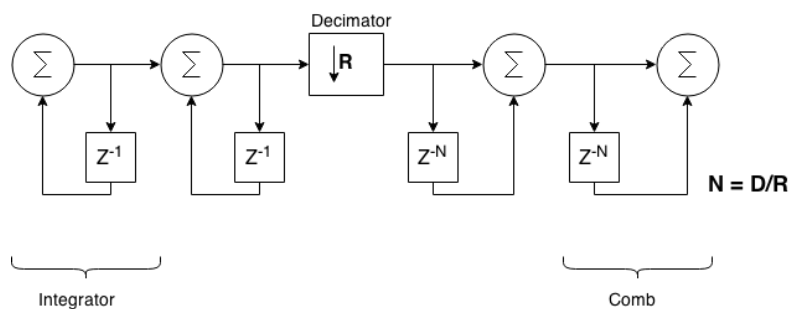 Decimator
Σ
Σ
↓R
Σ
Σ
Z-1
Z-1
Z-N
Z-N
N = D/R
Integrator
Comb